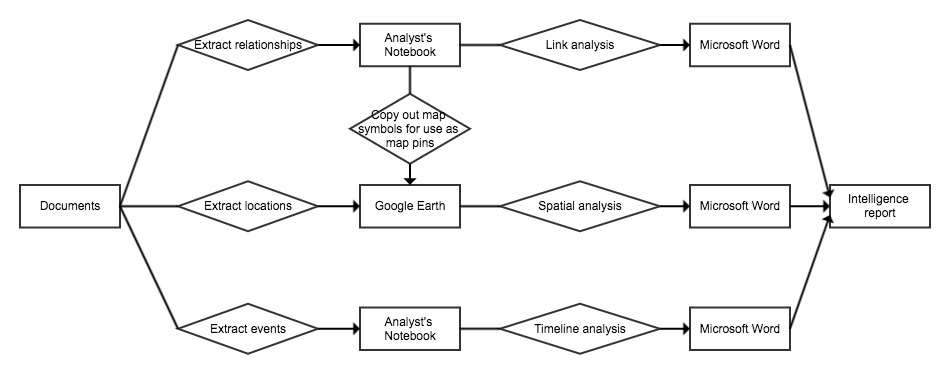 Extract relationships
Analyst's
Notebook
Link analysis
Microsoft Word
Copy out map
symbols for use as
map pins
Documents
Extract locations
Google Earth
Spatial analysis
Microsoft Word
Intelligence
report
Extract events
Analyst's
Notebook
Timeline analysis
Microsoft Word